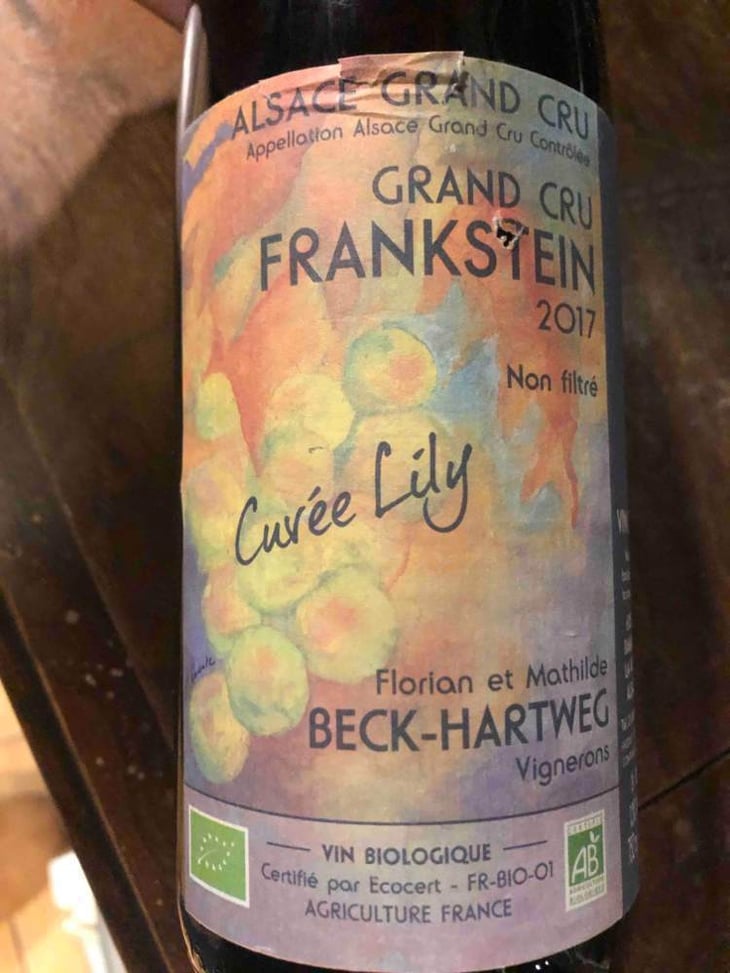 ALSACE GRAND CRU
Appellation Alsace Grand Cru Contrôlée
GRAND CRU
FRANKSTEIN
2017
Non filtré
Cuvée Lily
Florian et Mathilde
BECK-HARTWEG
Vignerons
VIN BIOLOGIQUE
Certifié par Ecocert - FR-BIO-01
AGRICULTURE FRANCE
AB